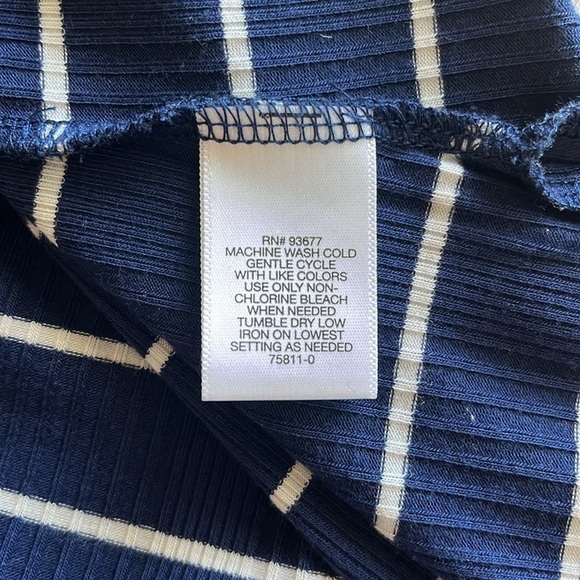 RN# 93677
MACHINE WASH COLD
GENTLE CYCLE
WITH LIKE COLORS
USE ONLY NON-
CHLORINE BLEACH
WHEN NEEDED
TUMBLE DRY LOW
IRON ON LOWEST
SETTING AS NEEDED
75811-0